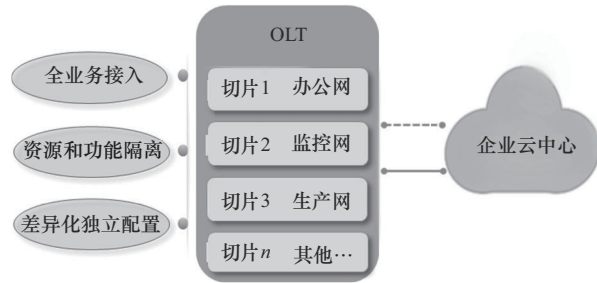 OLT
全业务接入
资源和功能隔离
差异化独立配置
切片1 办公网
切片2 监控网
切片3 生产网
切片n 其他…
企业云中心